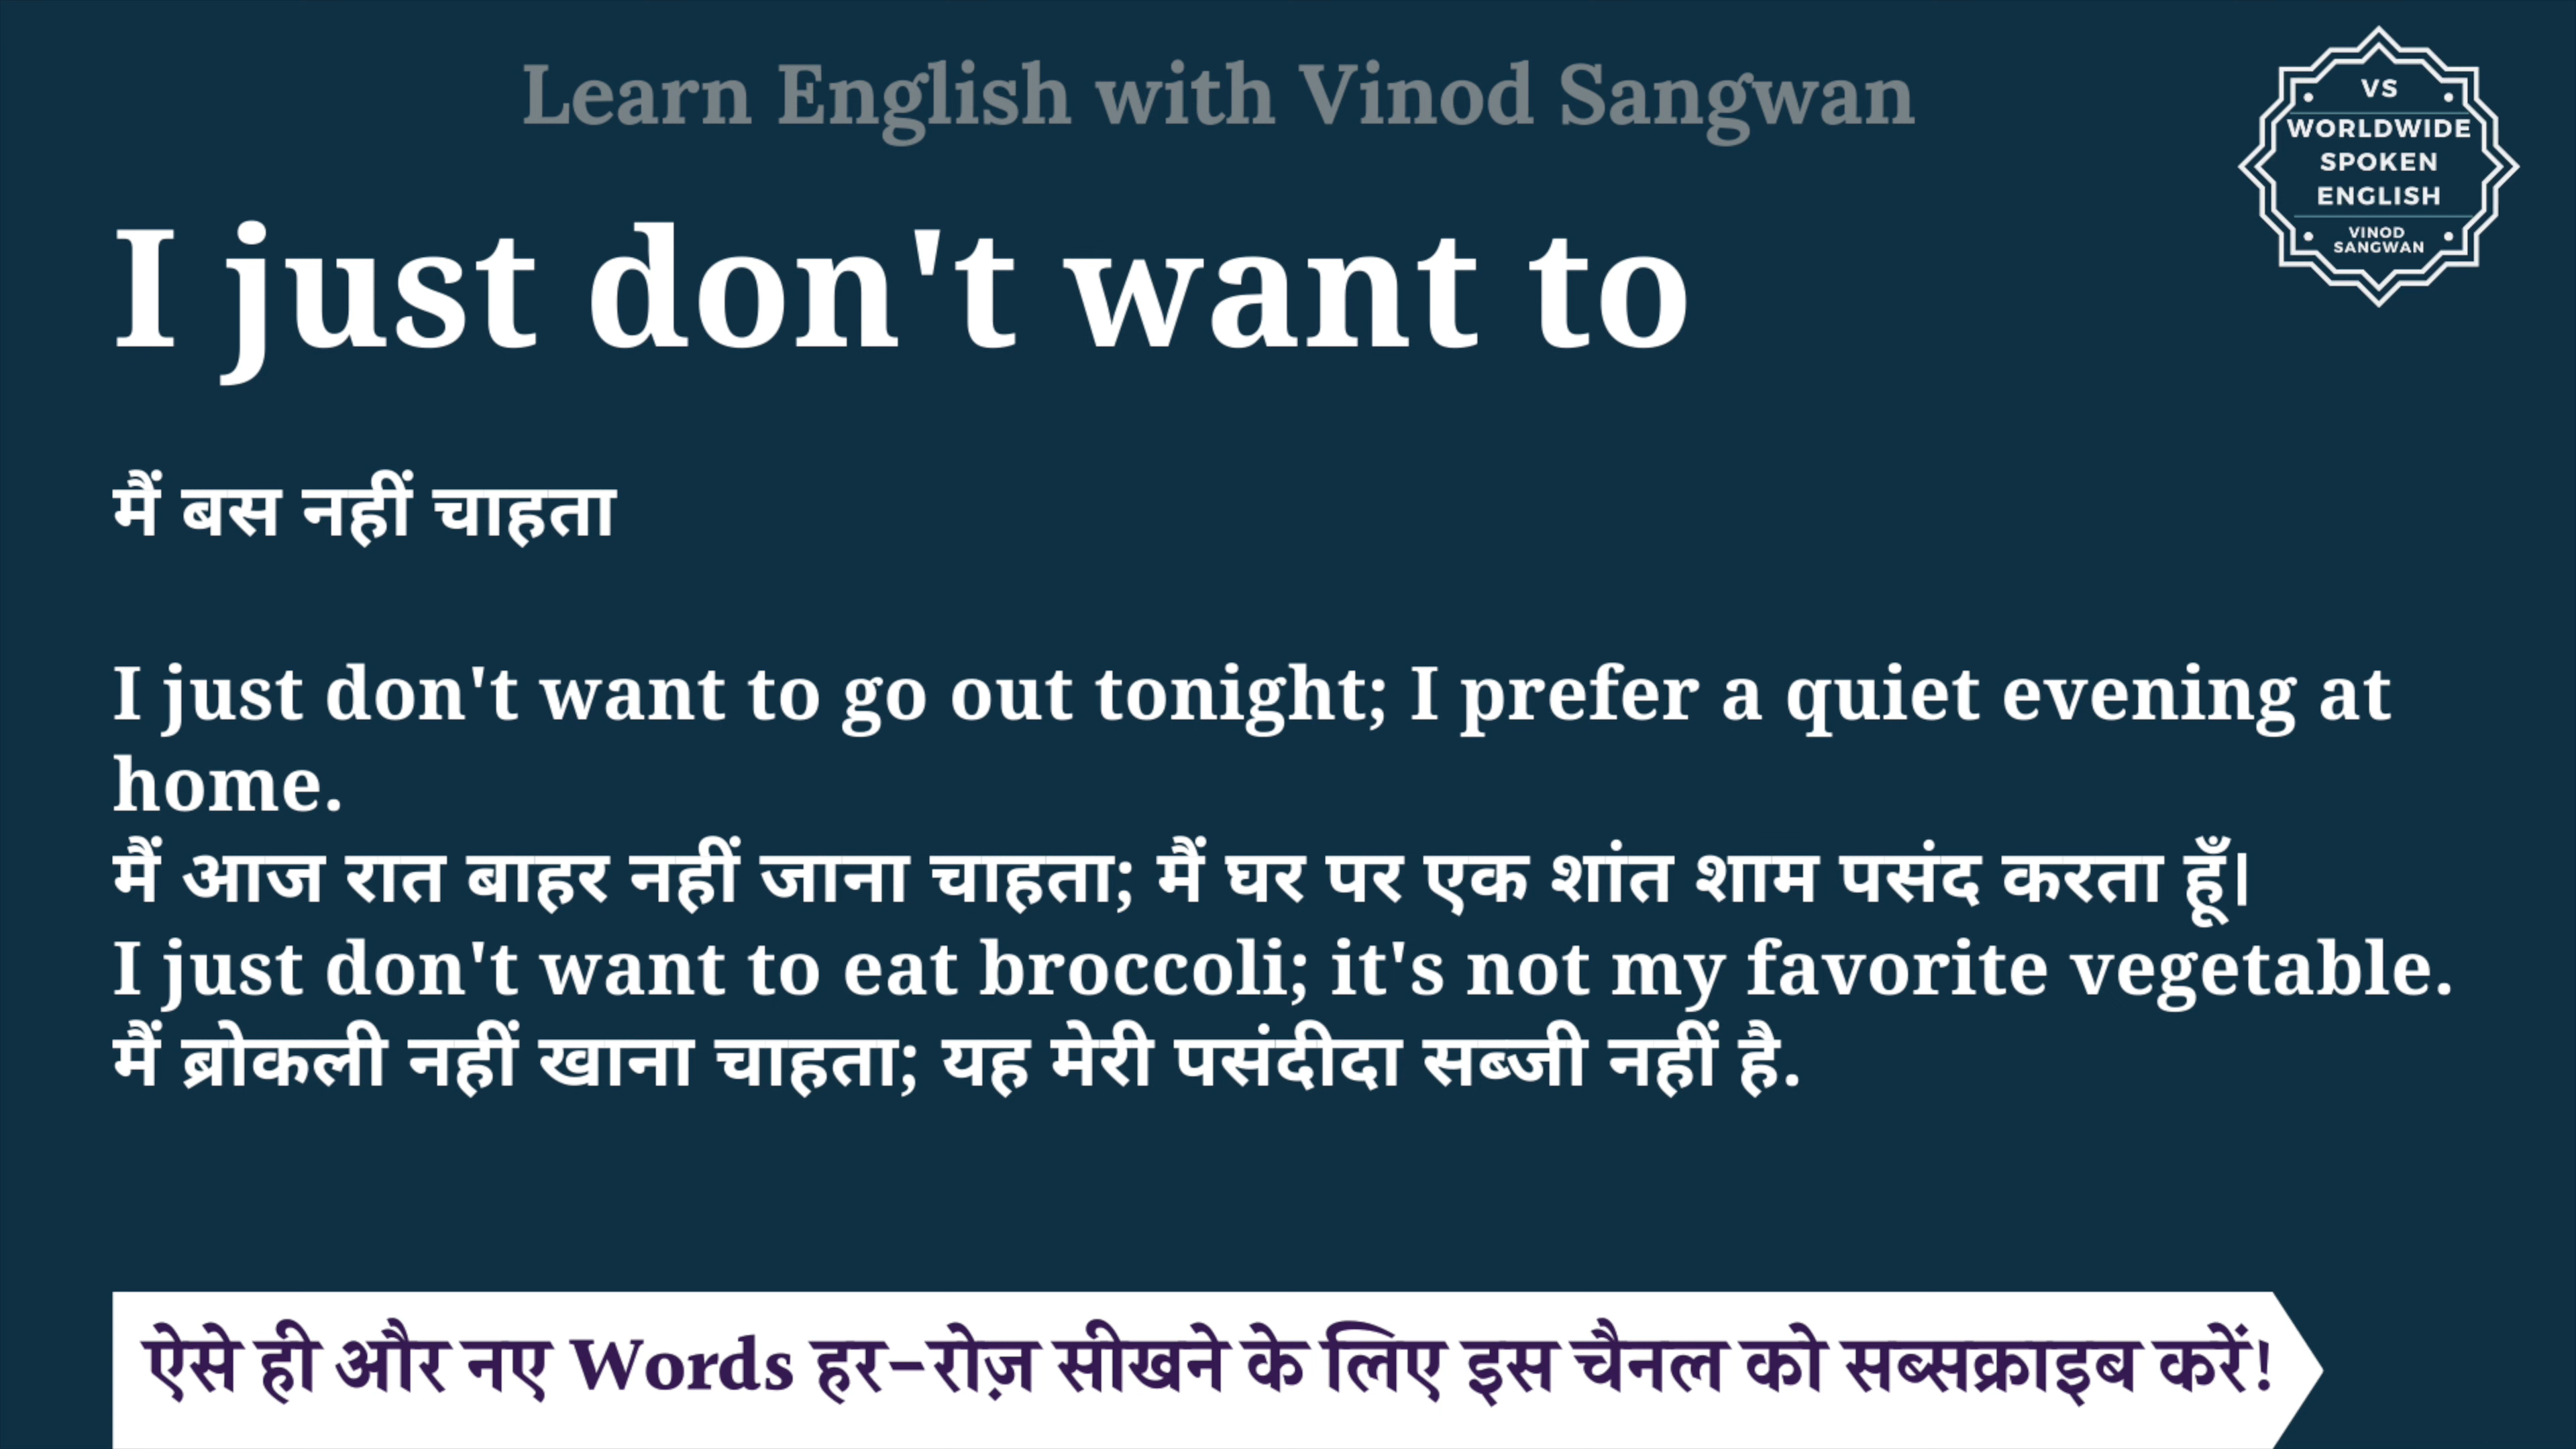 Learn English with Vinod Sangwan
VS
WORLDWIDE
SPOKEN
ENGLISH
VINOD
SANGWAN
I just don't want to
मैं बस नहीं चाहता
I just don't want to go out tonight; I prefer a quiet evening at
home.
मैं आज रात बाहर नहीं जाना चाहता; मैं घर पर एक शांत शाम पसंद करता हूँ।
I just don't want to eat broccoli; it's not my favorite vegetable.
मैं ब्रोकली नहीं खाना चाहता; यह मेरी पसंदीदा सब्जी नहीं है.
ऐसे ही और नए Words हर-रोज़ सीखने के लिए इस चैनल को सब्सक्राइब करें!